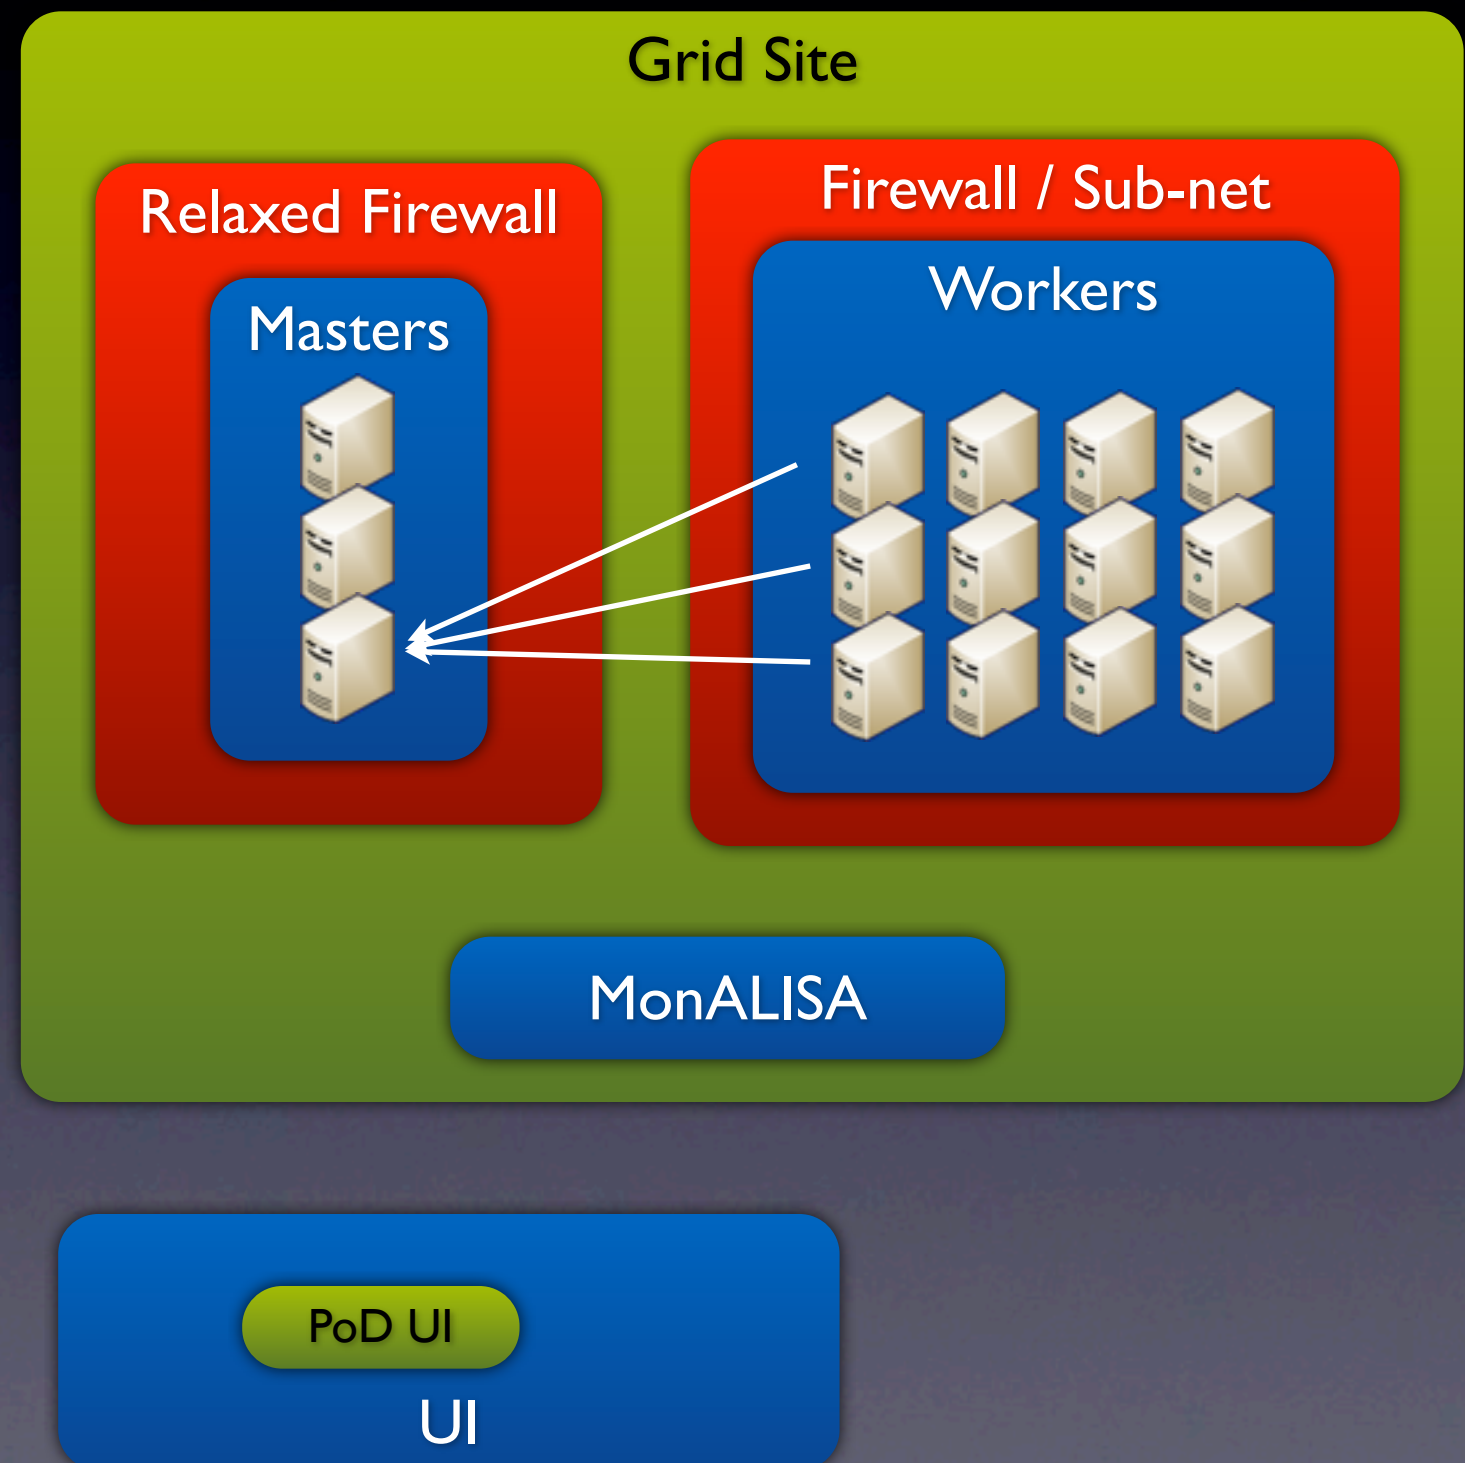 Grid Site
Relaxed Firewall
Masters
Firewall / Sub-net
Workers
MonALISA
PoD UI
UI